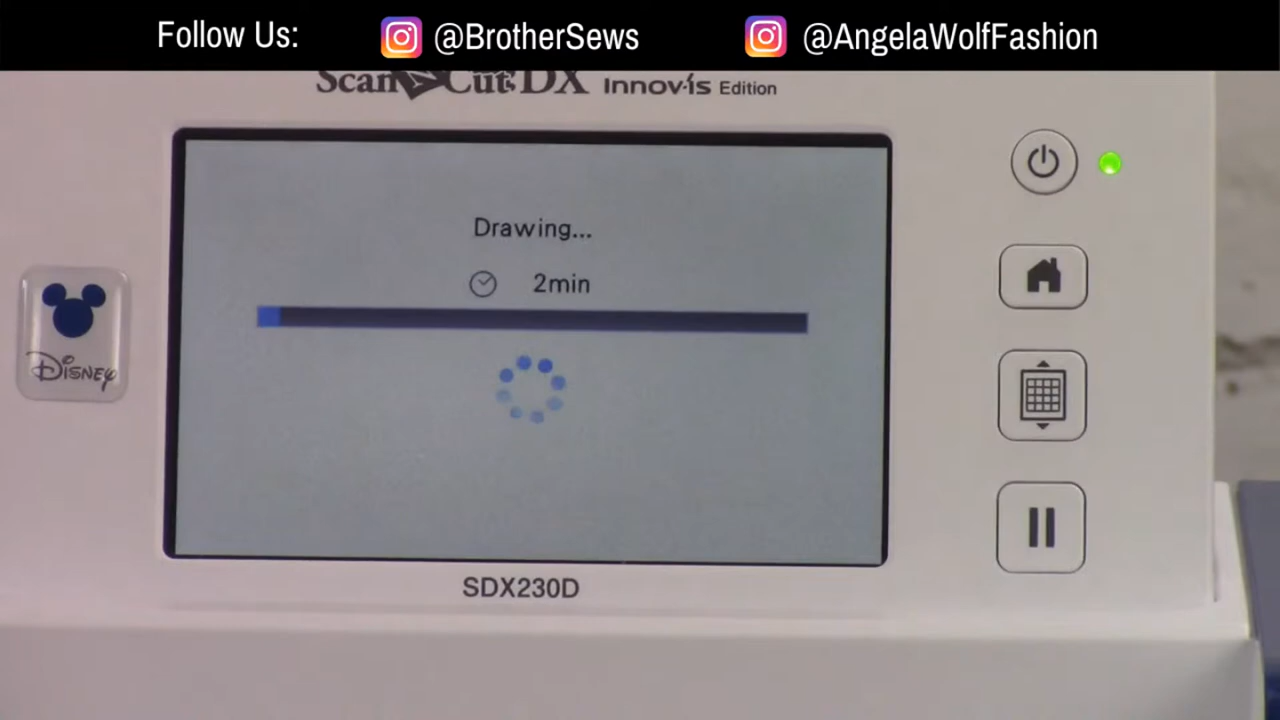 Follow Us: @BrotherSews @AngelaWolfFashion
ScanNCut DX Innov-ís Edition
Drawing...
2min
Disney
SDX230D